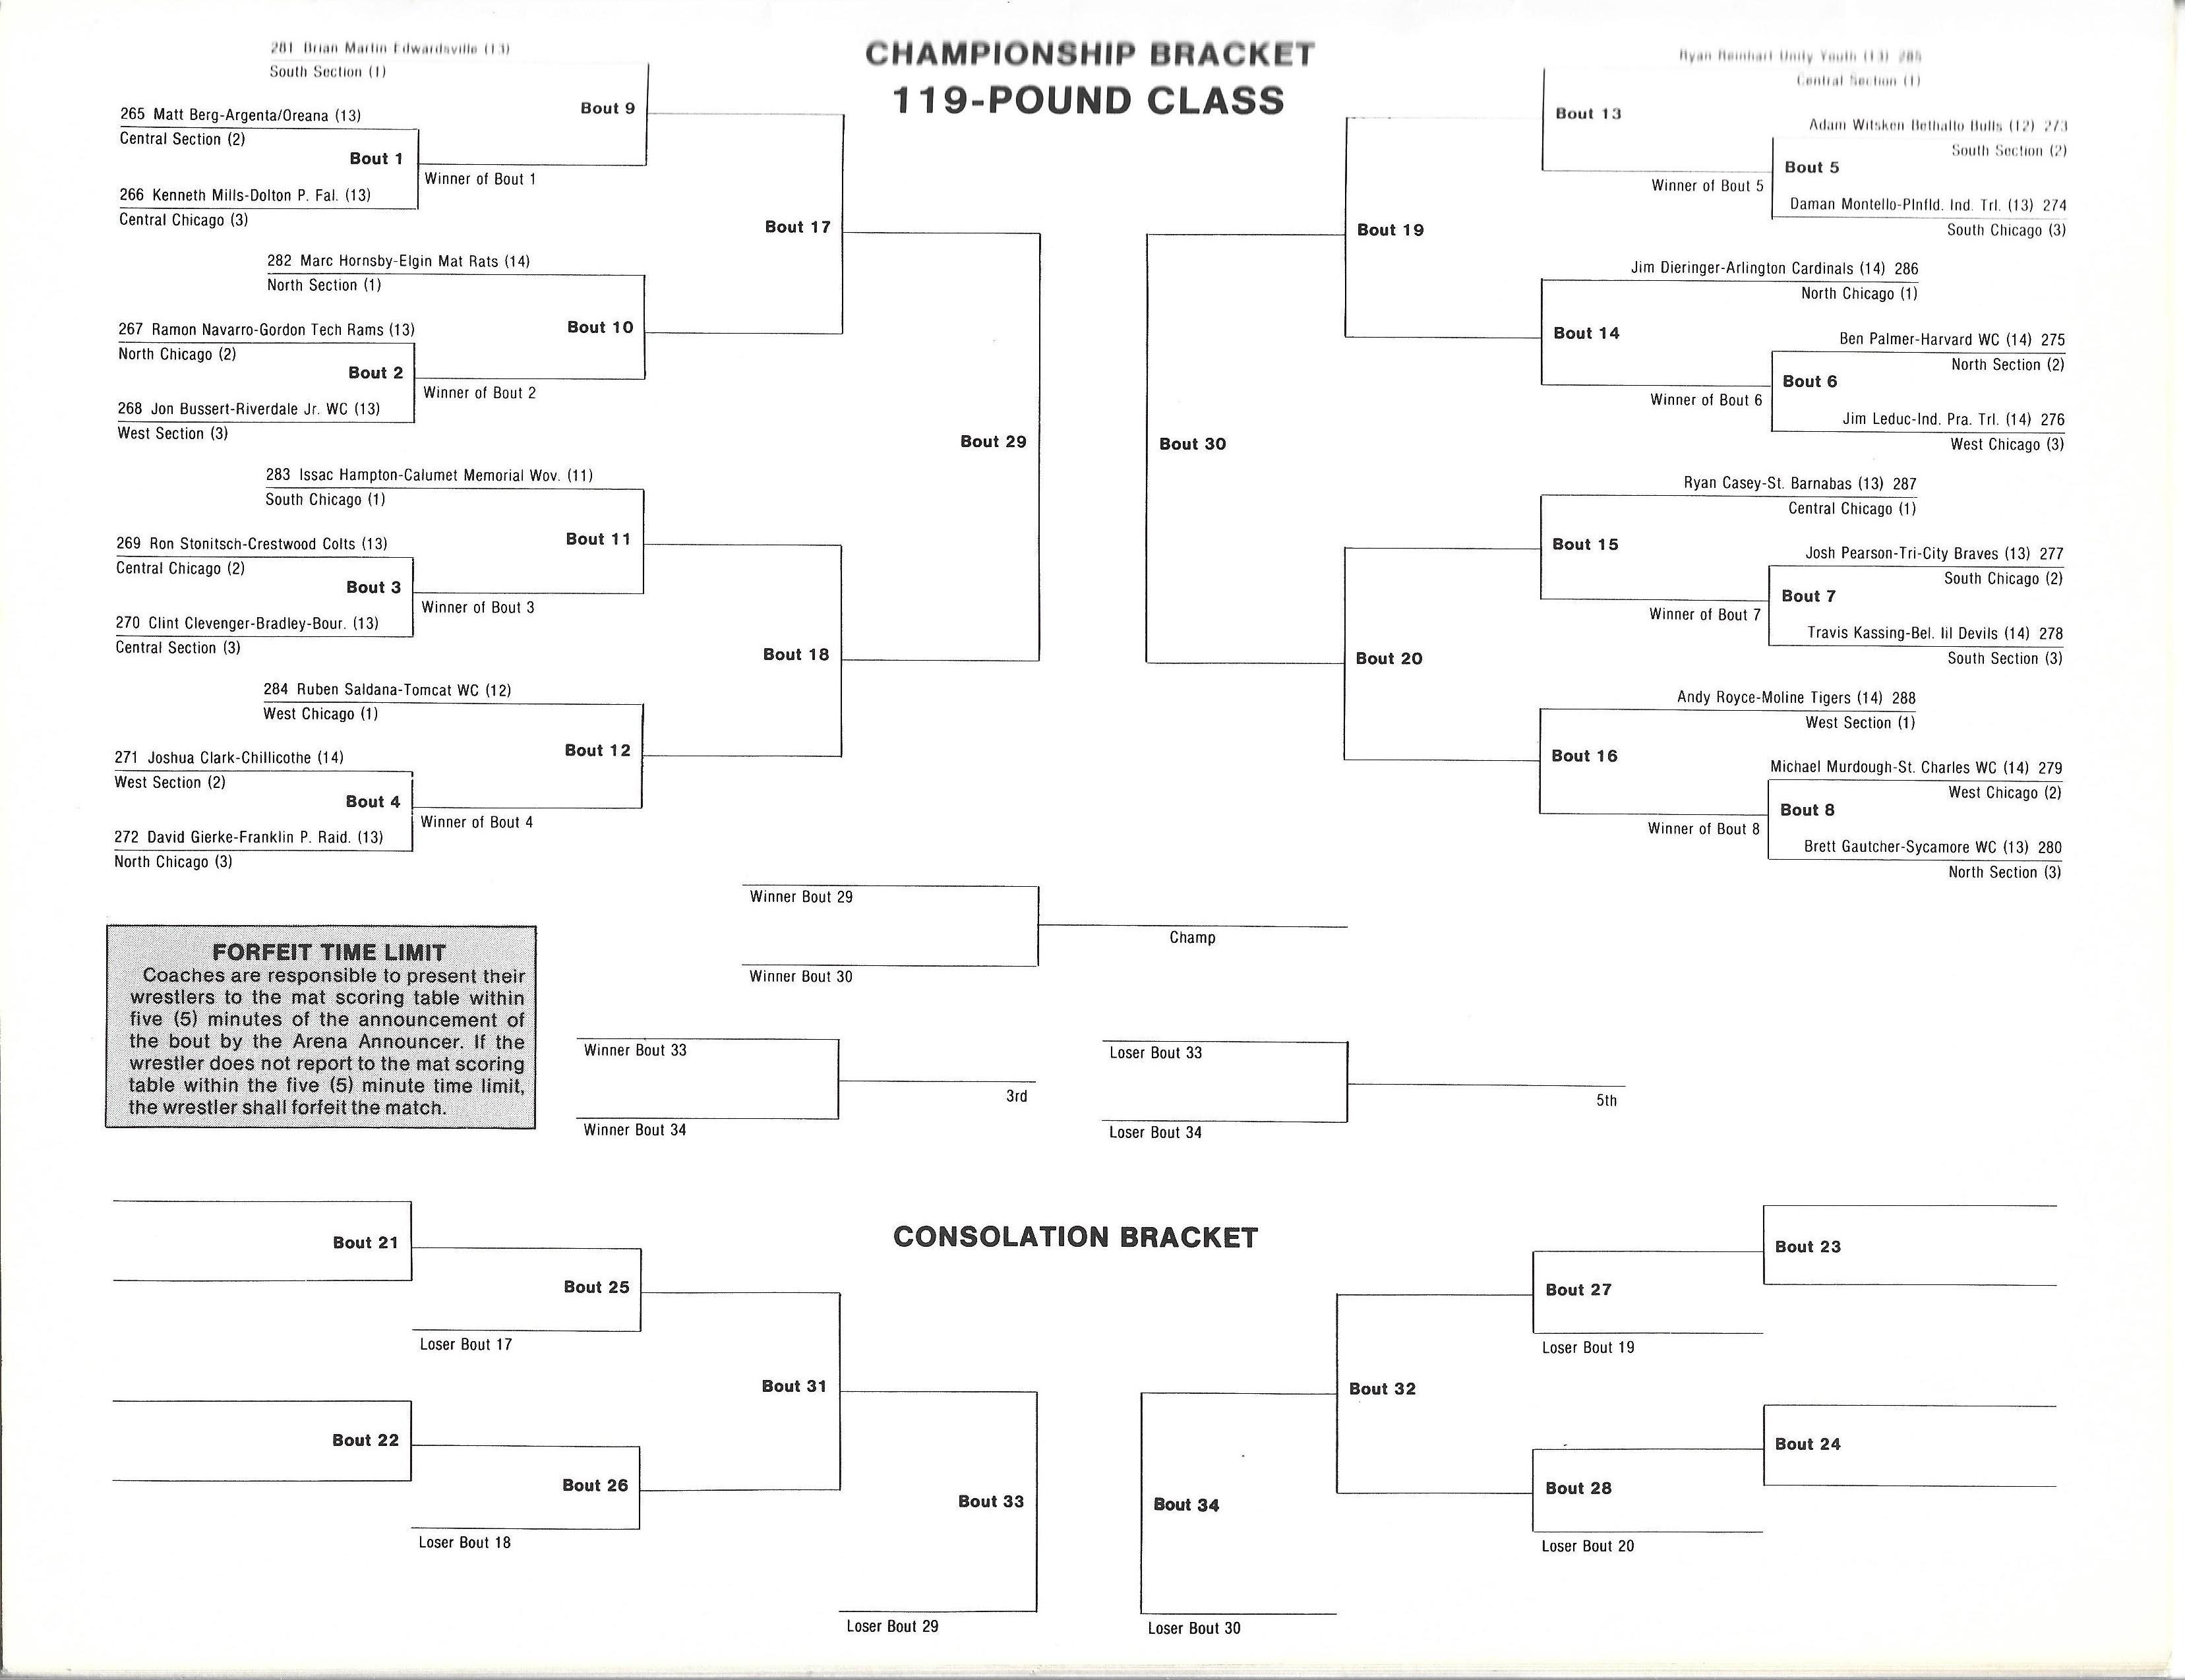 CHAMPIONSHIP BRACKET
119-POUND CLASS
281 Brian Martin Edwardsville (13)
South Section (1)
Bout 9
265 Matt Berg-Argenta/Oreana (13)
Central Section (2)
Bout 1
Winner of Bout 1
266 Kenneth Mills-Dolton P. Fal. (13)
Central Chicago (3)
Bout 17
282 Marc Hornsby-Elgin Mat Rats (14)
North Section (1)
Bout 10
267 Ramon Navarro-Gordon Tech Rams (13)
North Chicago (2)
Bout 2
Winner of Bout 2
268 Jon Bussert-Riverdale Jr. WC (13)
West Section (3)
Bout 29
283 Issac Hampton-Calumet Memorial Wov. (11)
South Chicago (1)
Bout 11
269 Ron Stonitsch-Crestwood Colts (13)
Central Chicago (2)
Bout 3
Winner of Bout 3
270 Clint Clevenger-Bradley-Bour. (13)
Central Section (3)
Bout 18
284 Ruben Saldana-Tomcat WC (12)
West Chicago (1)
Bout 12
271 Joshua Clark-Chillicothe (14)
West Section (2)
Bout 4
Winner of Bout 4
272 David Gierke-Franklin P. Raid. (13)
North Chicago (3)
Ryan Reinhart Unity Youth (13) 285
Central Section (1)
Bout 13
Adam Witsken Bethalto Bulls (12) 273
South Section (2)
Bout 5
Winner of Bout 5
Daman Montello-Plnfld. Ind. Trl. (13) 274
South Chicago (3)
Bout 19
Jim Dieringer-Arlington Cardinals (14) 286
North Chicago (1)
Bout 14
Ben Palmer-Harvard WC (14) 275
North Section (2)
Bout 6
Winner of Bout 6
Jim Leduc-Ind. Pra. Trl. (14) 276
West Chicago (3)
Bout 30
Ryan Casey-St. Barnabas (13) 287
Central Chicago (1)
Bout 15
Josh Pearson-Tri-City Braves (13) 277
South Chicago (2)
Bout 7
Winner of Bout 7
Travis Kassing-Bel. lil Devils (14) 278
South Section (3)
Bout 20
Andy Royce-Moline Tigers (14) 288
West Section (1)
Bout 16
Michael Murdough-St. Charles WC (14) 279
West Chicago (2)
Bout 8
Winner of Bout 8
Brett Gautcher-Sycamore WC (13) 280
North Section (3)
Winner Bout 29
Champ
Winner Bout 30
FORFEIT TIME LIMIT
Coaches are responsible to present their
wrestlers to the mat scoring table within
five (5) minutes of the announcement of
the bout by the Arena Announcer. If the
wrestler does not report to the mat scoring
table within the five (5) minute time limit,
the wrestler shall forfeit the match.
Winner Bout 33
3rd
Winner Bout 34
Loser Bout 33
5th
Loser Bout 34
CONSOLATION BRACKET
Bout 21
Bout 25
Loser Bout 17
Bout 31
Bout 22
Bout 26
Loser Bout 18
Bout 33
Loser Bout 29
Bout 23
Bout 27
Loser Bout 19
Bout 32
Bout 24
Bout 28
Loser Bout 20
Bout 34
Loser Bout 30